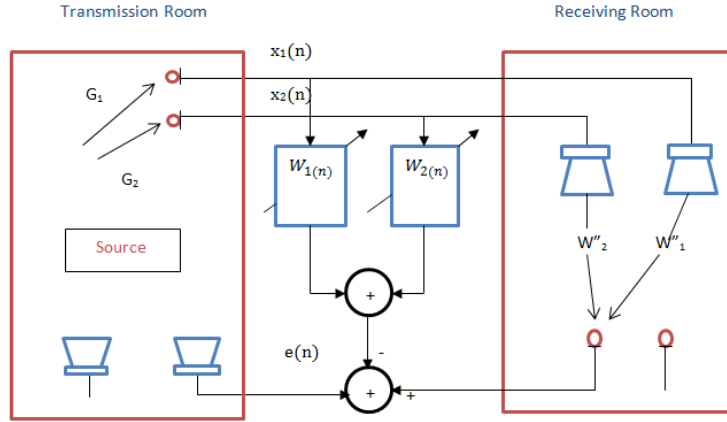 Transmission Room
Receiving Room
x₁(n)
G₁
x₂(n)
G₂
W₁(n)
W₂(n)
Source
W"₂
W"₁
+
e(n)
-
+
+